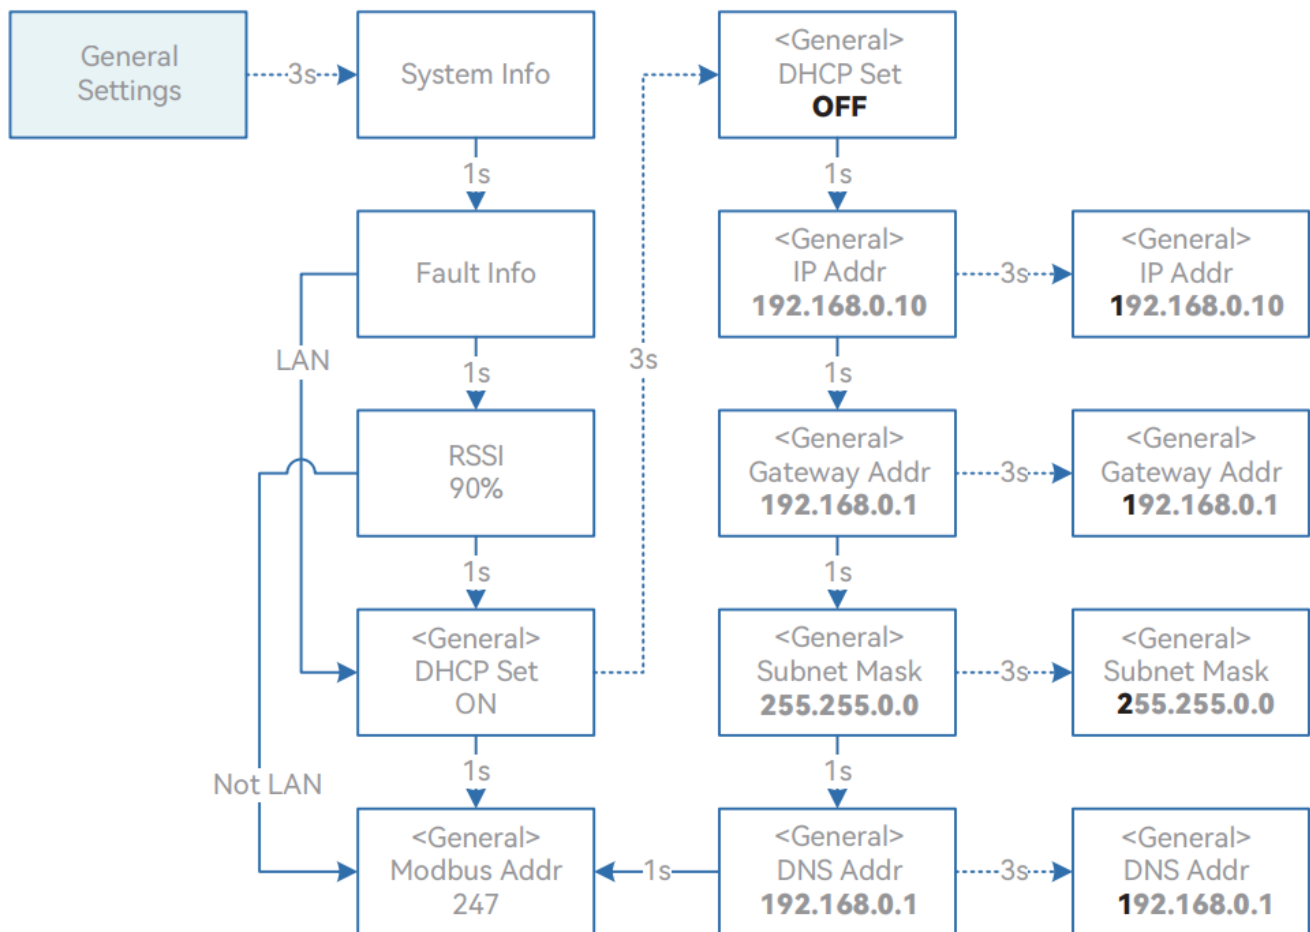 General
Settings
3s
System Info
<General>
DHCP Set
OFF
1s
1s
Fault Info
<General>
IP Addr
192.168.0.10
3s
<General>
IP Addr
192.168.0.10
LAN
1s
3s
1s
RSSI
90%
<General>
Gateway Addr
192.168.0.1
3s
<General>
Gateway Addr
192.168.0.1
1s
1s
<General>
DHCP Set
ON
<General>
Subnet Mask
255.255.0.0
3s
<General>
Subnet Mask
255.255.0.0
Not LAN
1s
1s
<General>
Modbus Addr
247
1s
<General>
DNS Addr
192.168.0.1
3s
<General>
DNS Addr
192.168.0.1